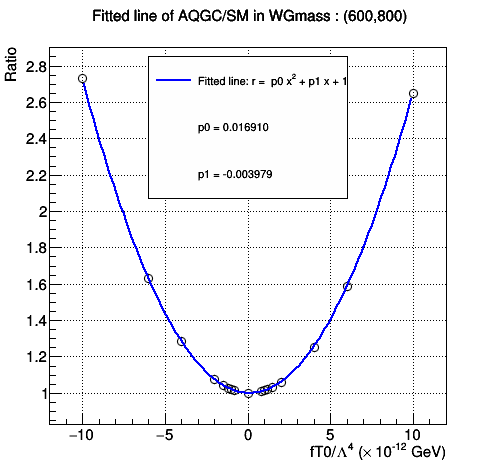 Fitted line of AQGC/SM in WGmass : (600,800)
Ratio
2.8
2.6
2.4
2.2
2
1.8
1.6
1.4
1.2
1
Fitted line: r = p0 x² + p1 x + 1
p0 = 0.016910
p1 = -0.003979
−10 −5 0 5 10
fT0/Λ⁴ (× 10⁻¹² GeV)